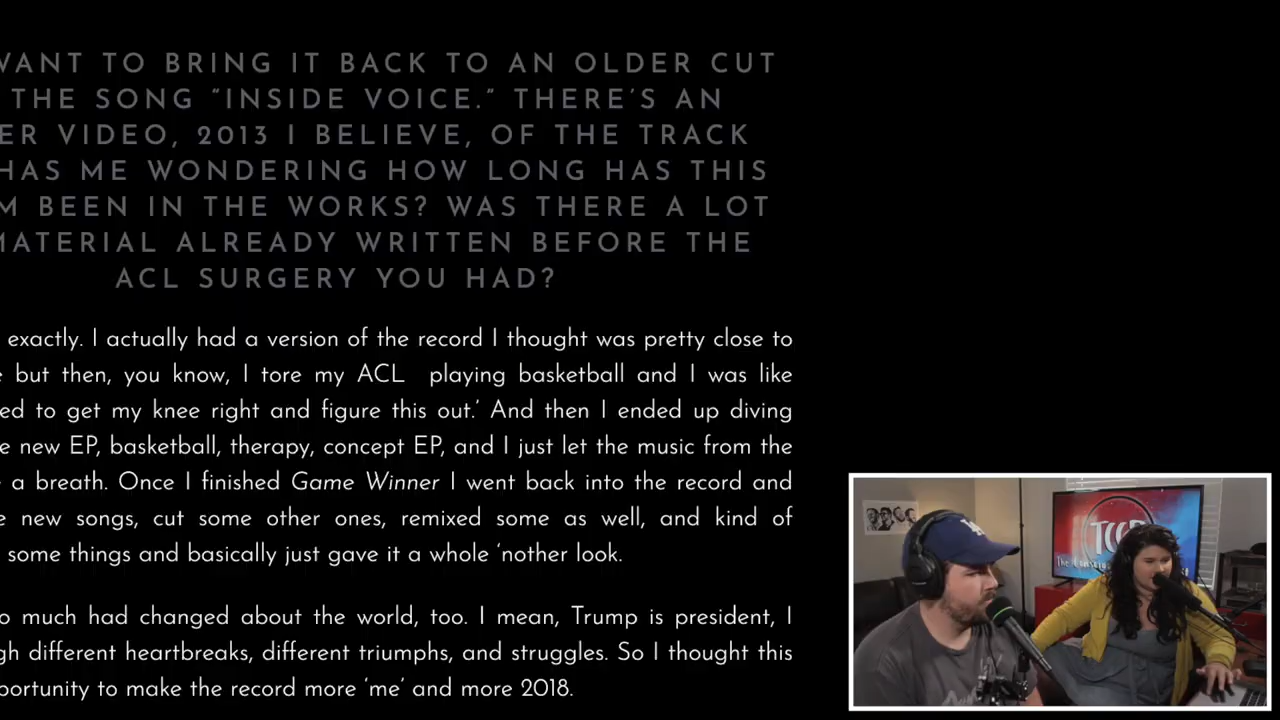 WANT TO BRING IT BACK TO AN OLDER CUT
THE SONG “INSIDE VOICE.” THERE’S AN
ER VIDEO, 2013 I BELIEVE, OF THE TRACK
HAS ME WONDERING HOW LONG HAS THIS
M BEEN IN THE WORKS? WAS THERE A LOT
MATERIAL ALREADY WRITTEN BEFORE THE
ACL SURGERY YOU HAD?
exactly. I actually had a version of the record I thought was pretty close to
e but then, you know, I tore my ACL playing basketball and I was like
ed to get my knee right and figure this out.’ And then I ended up diving
e new EP, basketball, therapy, concept EP, and I just let the music from the
e a breath. Once I finished Game Winner I went back into the record and
e new songs, cut some other ones, remixed some as well, and kind of
some things and basically just gave it a whole ‘nother look.
o much had changed about the world, too. I mean, Trump is president, I
gh different heartbreaks, different triumphs, and struggles. So I thought this
portunity to make the record more ‘me’ and more 2018.
LA